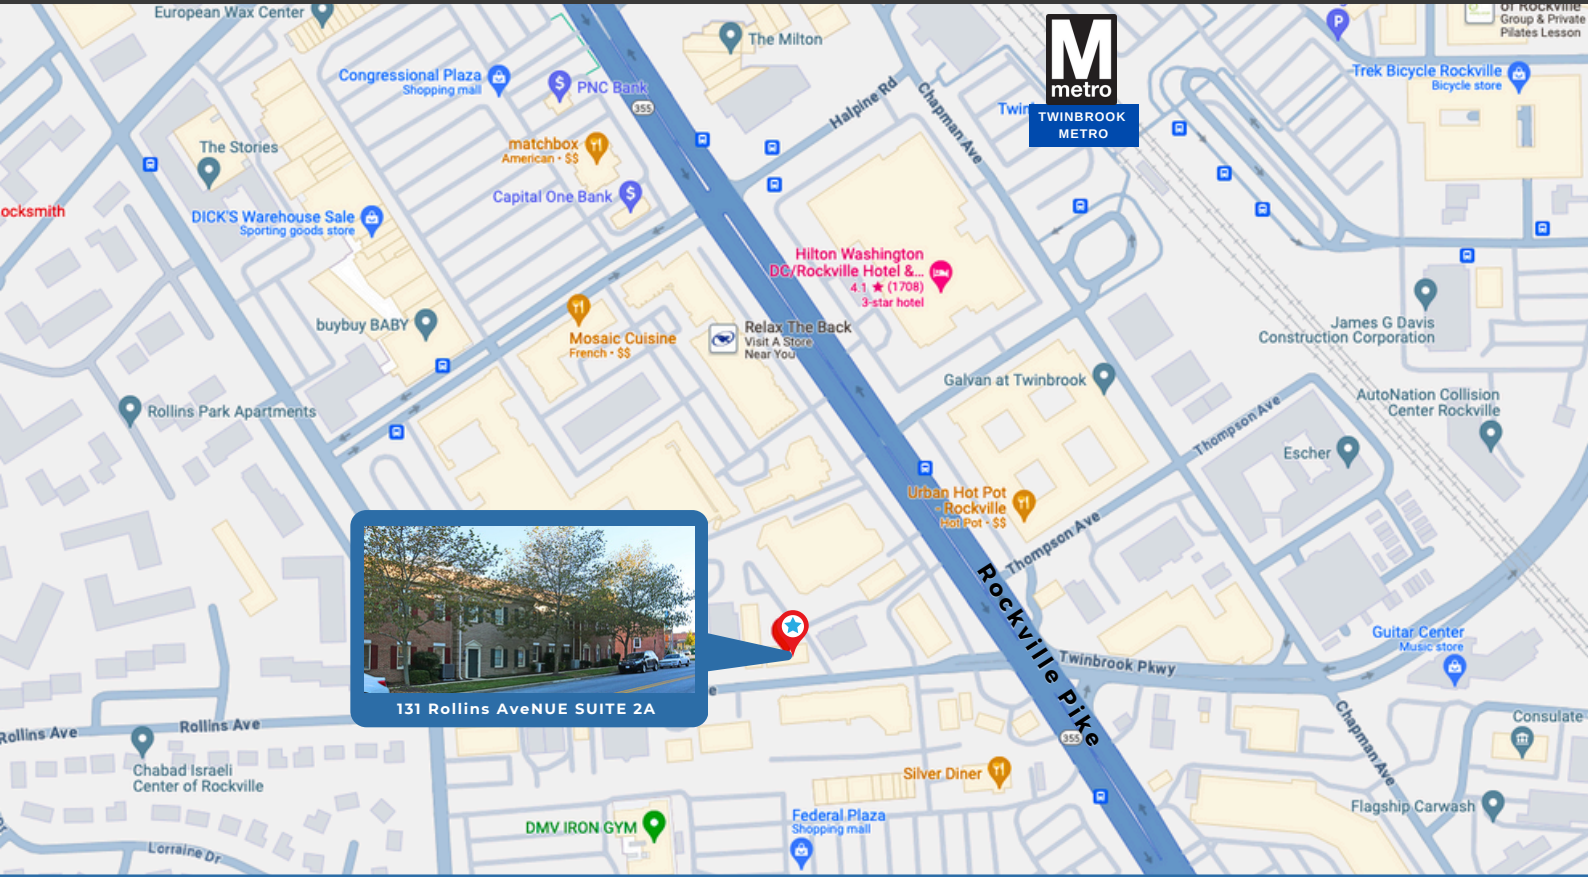 European Wax Center
The Milton
of Rockville
Group & Private
Pilates Lesson
P
M
metro
TWINBROOK
METRO
Twin
Congressional Plaza
Shopping mall
PNC Bank
355
Halpine Rd
Chapman Ave
Trek Bicycle Rockville
Bicycle store
The Stories
matchbox
American • $$
Capital One Bank
ocksmith
DICK'S Warehouse Sale
Sporting goods store
Hilton Washington
DC/Rockville Hotel &...
4.1 ★ (1708)
3-star hotel
buybuy BABY
Mosaic Cuisine
French • $$
Relax The Back
Visit A Store
Near You
James G Davis
Construction Corporation
Galvan at Twinbrook
Rollins Park Apartments
Thompson Ave
AutoNation Collision
Center Rockville
Escher
Urban Hot Pot
- Rockville
Hot Pot • $$
Thompson Ave
Rockville Pike
131 Rollins AveNUE SUITE 2A
e
Twinbrook Pkwy
Guitar Center
Music store
Rollins Ave
Rollins Ave
355
Chapman Ave
Consulate
Chabad Israeli
Center of Rockville
Silver Diner
Flagship Carwash
DMV IRON GYM
Federal Plaza
Shopping mall
Lorraine Dr